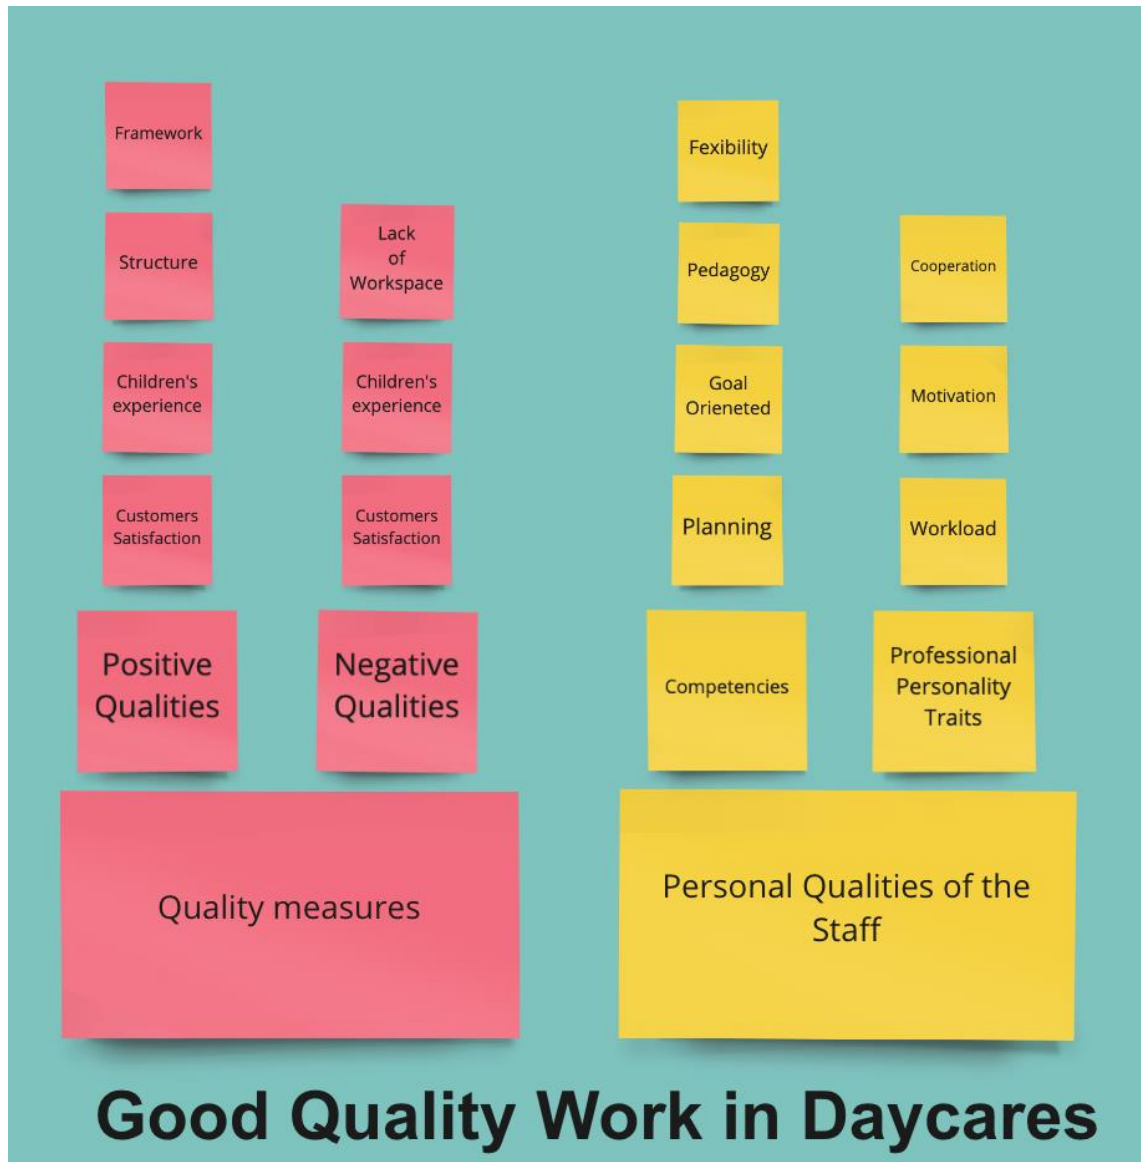 Framework
Structure
Children's
experience
Customers
Satisfaction
Positive
Qualities
Lack
of
Workspace
Children's
experience
Customers
Satisfaction
Negative
Qualities
Quality measures
Fexibility
Pedagogy
Goal
Orieneted
Planning
Competencies
Cooperation
Motivation
Workload
Professional
Personality
Traits
Personal Qualities of the
Staff
Good Quality Work in Daycares